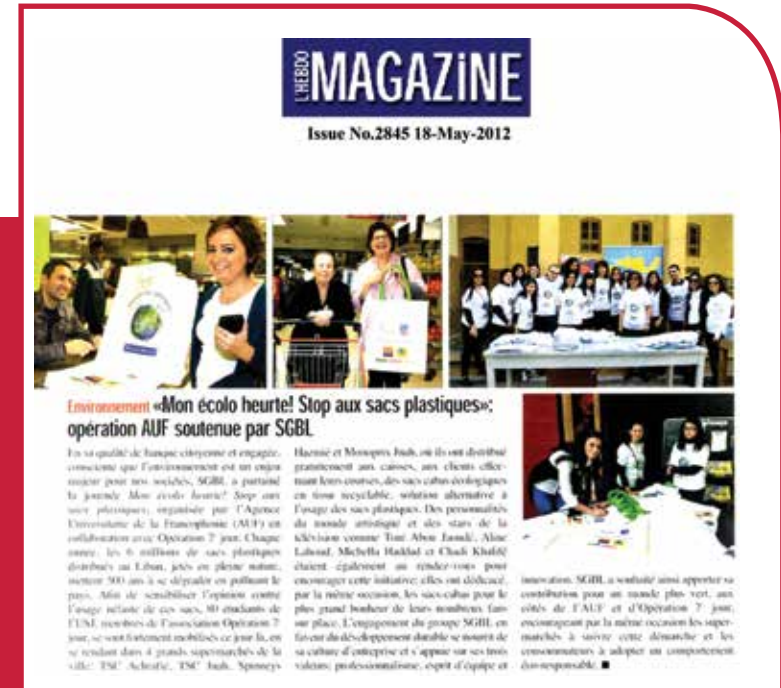 L'HEBDO
MAGAZiNE
Issue No.2845 18-May-2012
Environnement «Mon écolo heurte! Stop aux sacs plastiques»:
opération AUF soutenue par SGBL
En sa qualité de banque citoyenne et engagée,
consciente que l'environnement est un enjeu
majeur pour nos sociétés, SGBL a parrainé
la journée Mon écolo heurte! Stop aux
sacs plastiques, organisée par l'Agence
Universitaire de la Francophonie (AUF) en
collaboration avec Opération 7e jour. Chaque
année, les 6 millions de sacs plastiques
distribués au Liban, jetés en pleine nature,
mettent 500 ans à se dégrader en polluant le
pays. Afin de sensibiliser l'opinion contre
l'usage néfaste de ces sacs, 80 étudiants de
l'USJ, membres de l'association Opération 7e
jour, se sont fortement mobilisés ce jour-là, en
se rendant dans 4 grands supermarchés de la
ville: TSC Achrafié, TSC Jnah, Spinneys
Hazmié et Monoprix Jnah, où ils ont distribué
gratuitement aux caisses, aux clients effec-
tuant leurs courses, des sacs cabas écologiques
en tissu recyclable, solution alternative à
l'usage des sacs plastiques. Des personnalités
du monde artistique et des stars de la
télévision comme Toni Abou Jaoudé, Aline
Lahoud, Michella Haddad et Chadi Khalifé
étaient également au rendez-vous pour
encourager cette initiative; elles ont dédicacé,
par la même occasion, les sacs-cabas pour le
plus grand bonheur de leurs nombreux fans
sur place. L'engagement du groupe SGBL en
faveur du développement durable se nourrit de
sa culture d'entreprise et s'appuie sur ses trois
valeurs: professionnalisme, esprit d'équipe et
innovation. SGBL a souhaité ainsi apporter sa
contribution pour un monde plus vert, aux
côtés de l'AUF et d'Opération 7e jour,
encourageant par la même occasion les super-
marchés à suivre cette démarche et les
consommateurs à adopter un comportement
éco-responsable.